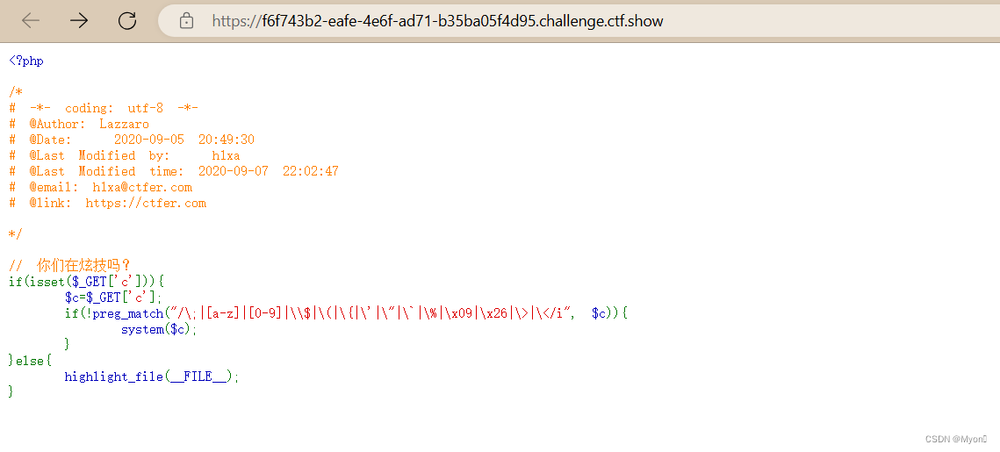 https://f6f743b2-eafe-4e6f-ad71-b35ba05f4d95.challenge.ctf.show
<?php
/*
# -*- coding: utf-8 -*-
# @Author: Lazzaro
# @Date: 2020-09-05 20:49:30
# @Last Modified by: h1xa
# @Last Modified time: 2020-09-07 22:02:47
# @email: h1xa@ctfer.com
# @link: https://ctfer.com
*/
// 你们在炫技吗？
if(isset($_GET['c'])){
$c=$_GET['c'];
if(!preg_match("/\;|[a-z]|[0-9]|\\$|\(|\{|\'|\"|\`|\%|\x09|\x26|\>|\</i", $c)){
system($c);
}
}else{
highlight_file(__FILE__);
}
CSDN @Myon